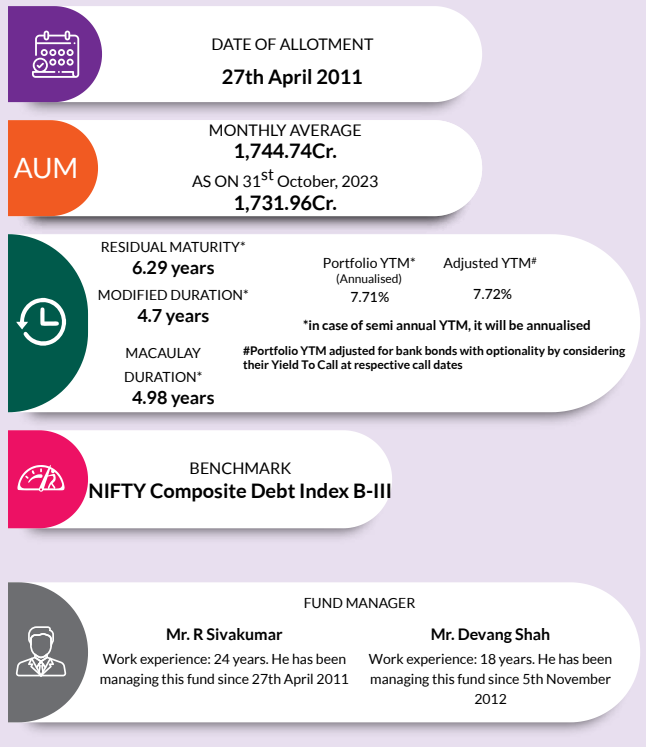 DATE OF ALLOTMENT
27th April 2011
AUM
MONTHLY AVERAGE
1,744.74Cr.
AS ON 31st October, 2023
1,731.96Cr.
RESIDUAL MATURITY*
6.29 years
MODIFIED DURATION*
4.7 years
MACAULAY
DURATION*
4.98 years
Portfolio YTM*
(Annualised)
7.71%
Adjusted YTM#
7.72%
*in case of semi annual YTM, it will be annualised
#Portfolio YTM adjusted for bank bonds with optionality by considering
their Yield To Call at respective call dates
BENCHMARK
NIFTY Composite Debt Index B-III
FUND MANAGER
Mr. R Sivakumar
Work experience: 24 years. He has been
managing this fund since 27th April 2011
Mr. Devang Shah
Work experience: 18 years. He has been
managing this fund since 5th November
2012